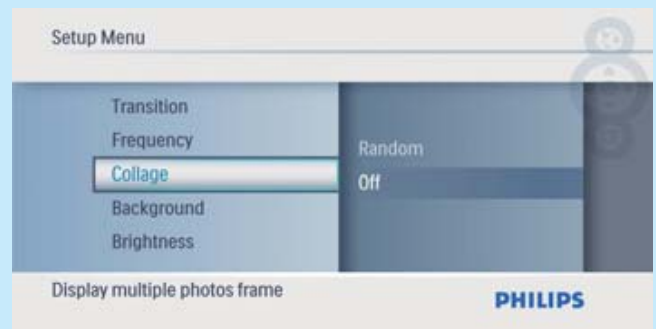 Setup Menu
Transition
Frequency
Collage
Background
Brightness
Random
Off
Display multiple photos frame
PHILIPS